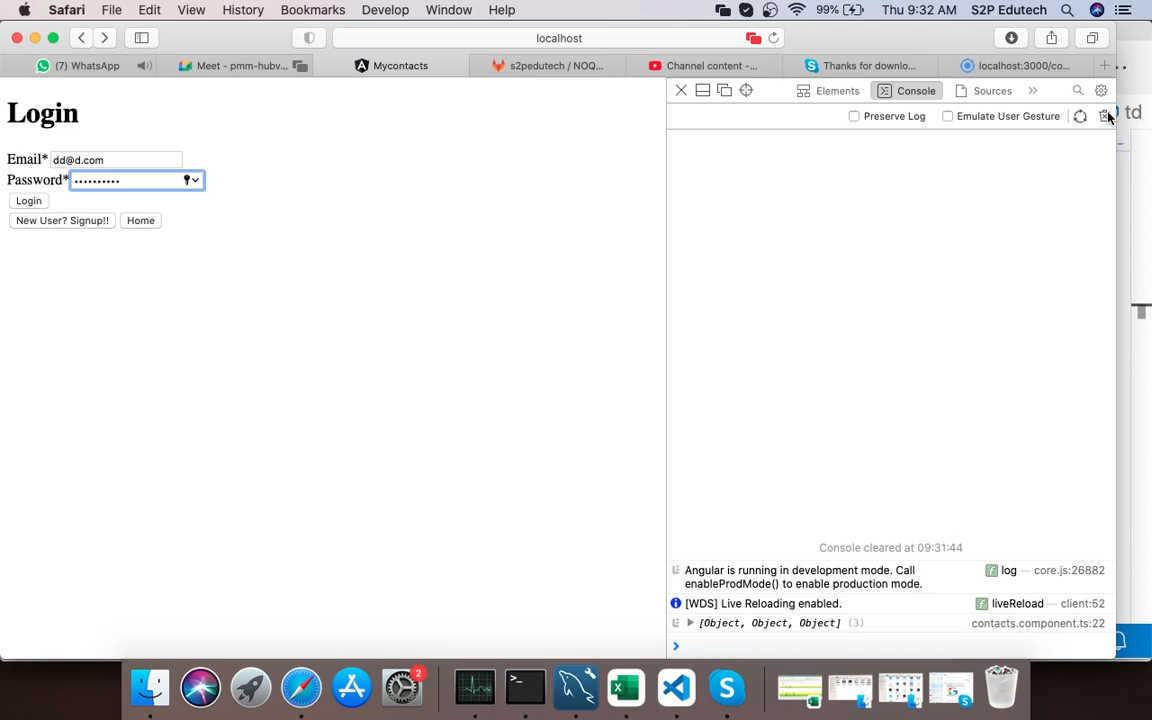 Safari File Edit View History Bookmarks Develop Window Help 99% Thu 9:32 AM S2P Edutech
localhost
(7) WhatsApp Meet - pmm-hubv... Mycontacts s2pedutech / NOQ... Channel content -... Thanks for downlo... localhost:3000/co...
Elements Console Sources
td
Preserve Log Emulate User Gesture
Login
Email* dd@d.com
Password* ••••••••••
Login
New User? Signup!! Home
Console cleared at 09:31:44
Angular is running in development mode. Call log — core.js:26882
enableProdMode() to enable production mode.
[WDS] Live Reloading enabled. liveReload — client:52
[Object, Object, Object] (3) contacts.component.ts:22
2